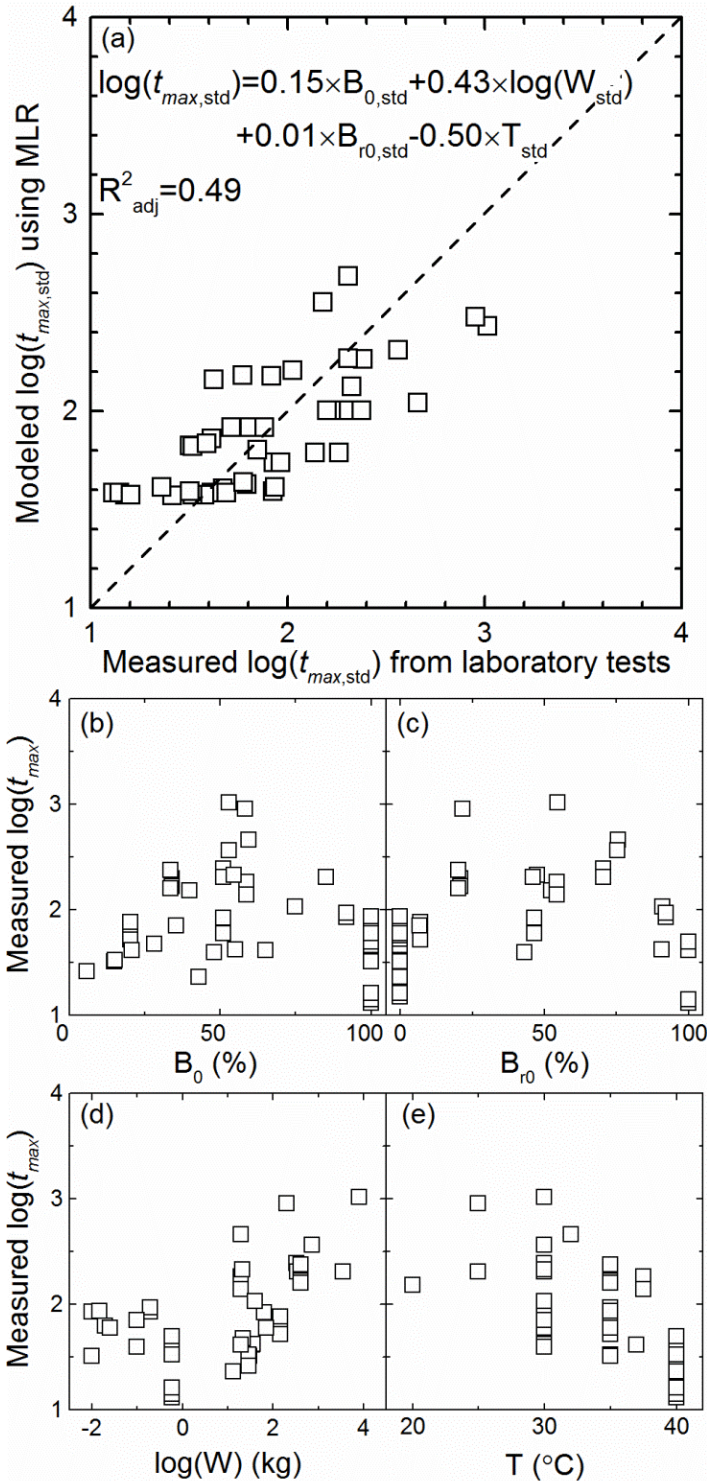 (a)
log(tmax,std)=0.15×B0,std+0.43×log(Wstd)
+0.01×Br0,std-0.50×Tstd
R2adj=0.49
Modeled log(tmax,std) using MLR
4
3
2
1
1 2 3 4
Measured log(tmax,std) from laboratory tests
(b) (c)
Measured log(tmax)
4
3
2
1
0 50 100 0 50 100
B0 (%) Br0 (%)
(d) (e)
Measured log(tmax)
4
3
2
1
-2 0 2 4 20 30 40
log(W) (kg) T (°C)